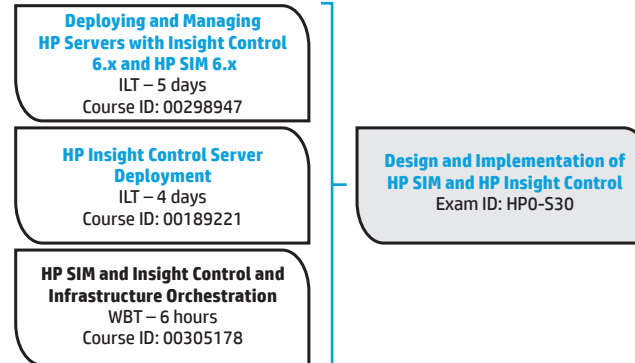 Deploying and Managing
HP Servers with Insight Control
6.x and HP SIM 6.x
ILT – 5 days
Course ID: 00298947
HP Insight Control Server
Deployment
ILT – 4 days
Course ID: 00189221
HP SIM and Insight Control and
Infrastructure Orchestration
WBT – 6 hours
Course ID: 00305178
Design and Implementation of
HP SIM and HP Insight Control
Exam ID: HP0-S30